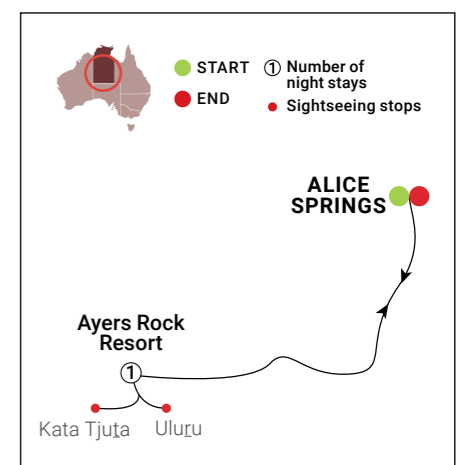 START
END
① Number of
night stays
Sightseeing stops
ALICE
SPRINGS
Ayers Rock
Resort
①
Kata Tjuṯa
Uluṟu